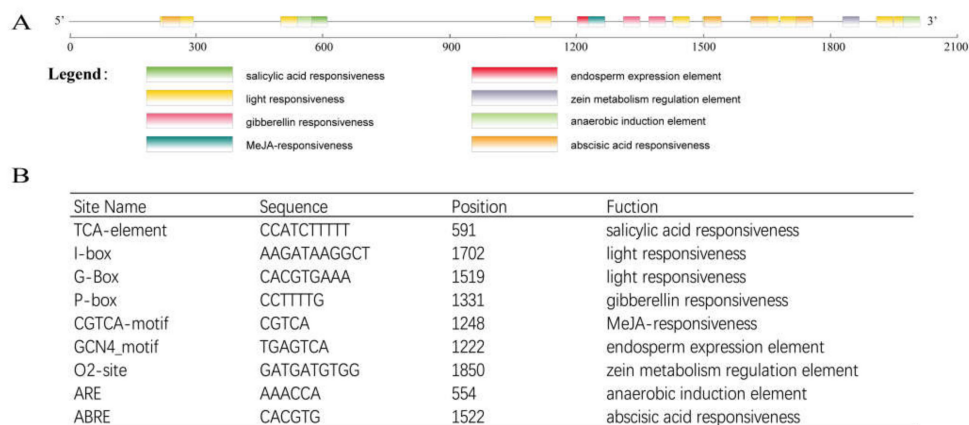 A
5'
3'
0 300 600 900 1200 1500 1800 2100
Legend:
salicylic acid responsiveness
endosperm expression element
light responsiveness
zein metabolism regulation element
gibberellin responsiveness
anaerobic induction element
MeJA-responsiveness
abscisic acid responsiveness
B
Site Name Sequence Position Fuction
TCA-element CCATCTTTTT 591 salicylic acid responsiveness
I-box AAGATAAGGCT 1702 light responsiveness
G-Box CACGTGAAA 1519 light responsiveness
P-box CCTTTTG 1331 gibberellin responsiveness
CGTCA-motif CGTCA 1248 MeJA-responsiveness
GCN4_motif TGAGTCA 1222 endosperm expression element
O2-site GATGATGTGG 1850 zein metabolism regulation element
ARE AAACCA 554 anaerobic induction element
ABRE CACGTG 1522 abscisic acid responsiveness